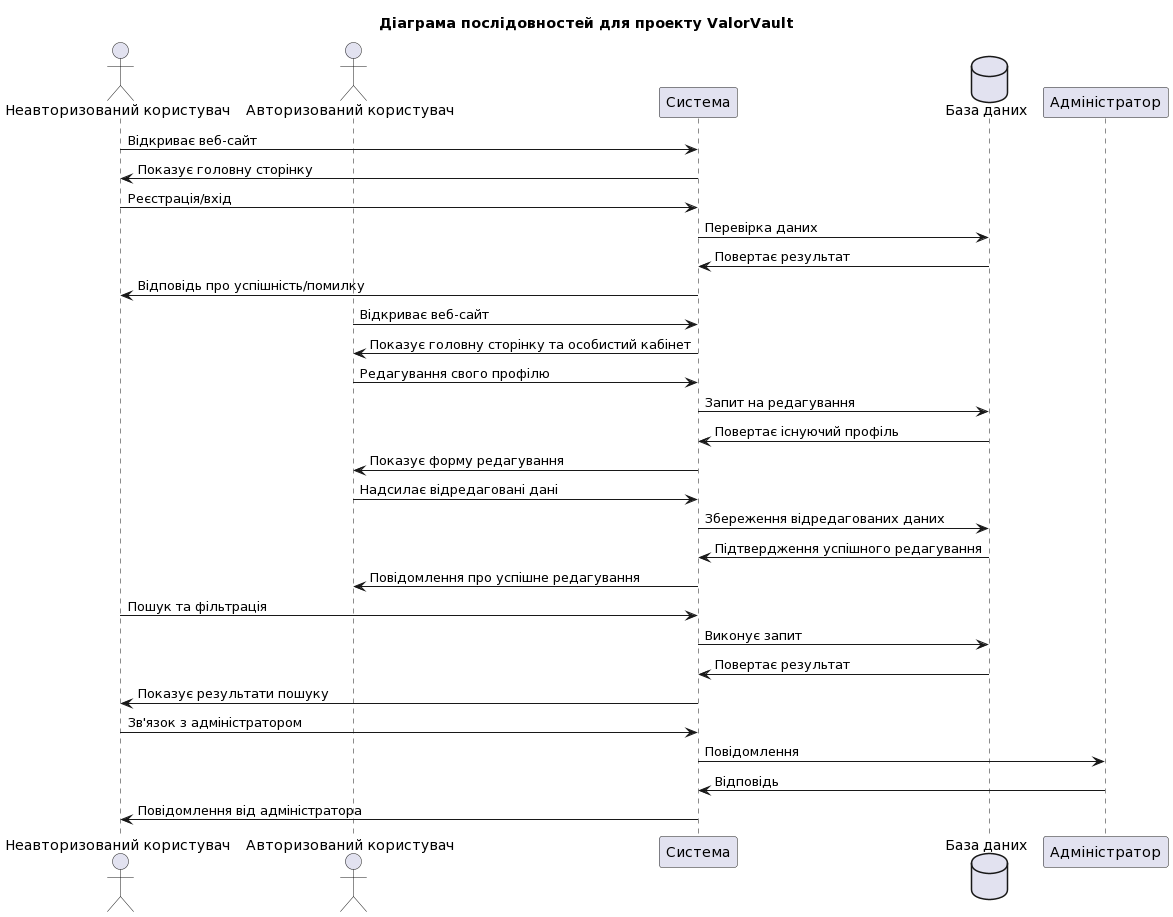 Діаграма послідовностей для проекту ValorVault
Неавторизований користувач
Авторизований користувач
Система
База даних
Адміністратор
Відкриває веб-сайт
Показує головну сторінку
Реєстрація/вхід
Перевірка даних
Повертає результат
Відповідь про успішність/помилку
Відкриває веб-сайт
Показує головну сторінку та особистий кабінет
Редагування свого профілю
Запит на редагування
Повертає існуючий профіль
Показує форму редагування
Надсилає відредаговані дані
Збереження відредагованих даних
Підтвердження успішного редагування
Повідомлення про успішне редагування
Пошук та фільтрація
Виконує запит
Повертає результат
Показує результати пошуку
Зв'язок з адміністратором
Повідомлення
Відповідь
Повідомлення від адміністратора
Неавторизований користувач
Авторизований користувач
Система
База даних
Адміністратор